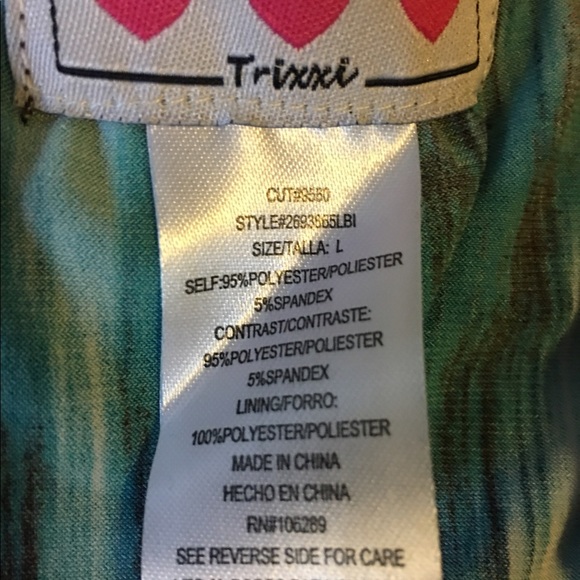 Trixxi
CUT#9560
STYLE#2693665LBI
SIZE/TALLA: L
SELF:95%POLYESTER/POLIESTER
5%SPANDEX
CONTRAST/CONTRASTE:
95%POLYESTER/POLIESTER
5%SPANDEX
LINING/FORRO:
100%POLYESTER/POLIESTER
MADE IN CHINA
HECHO EN CHINA
RN#106289
SEE REVERSE SIDE FOR CARE